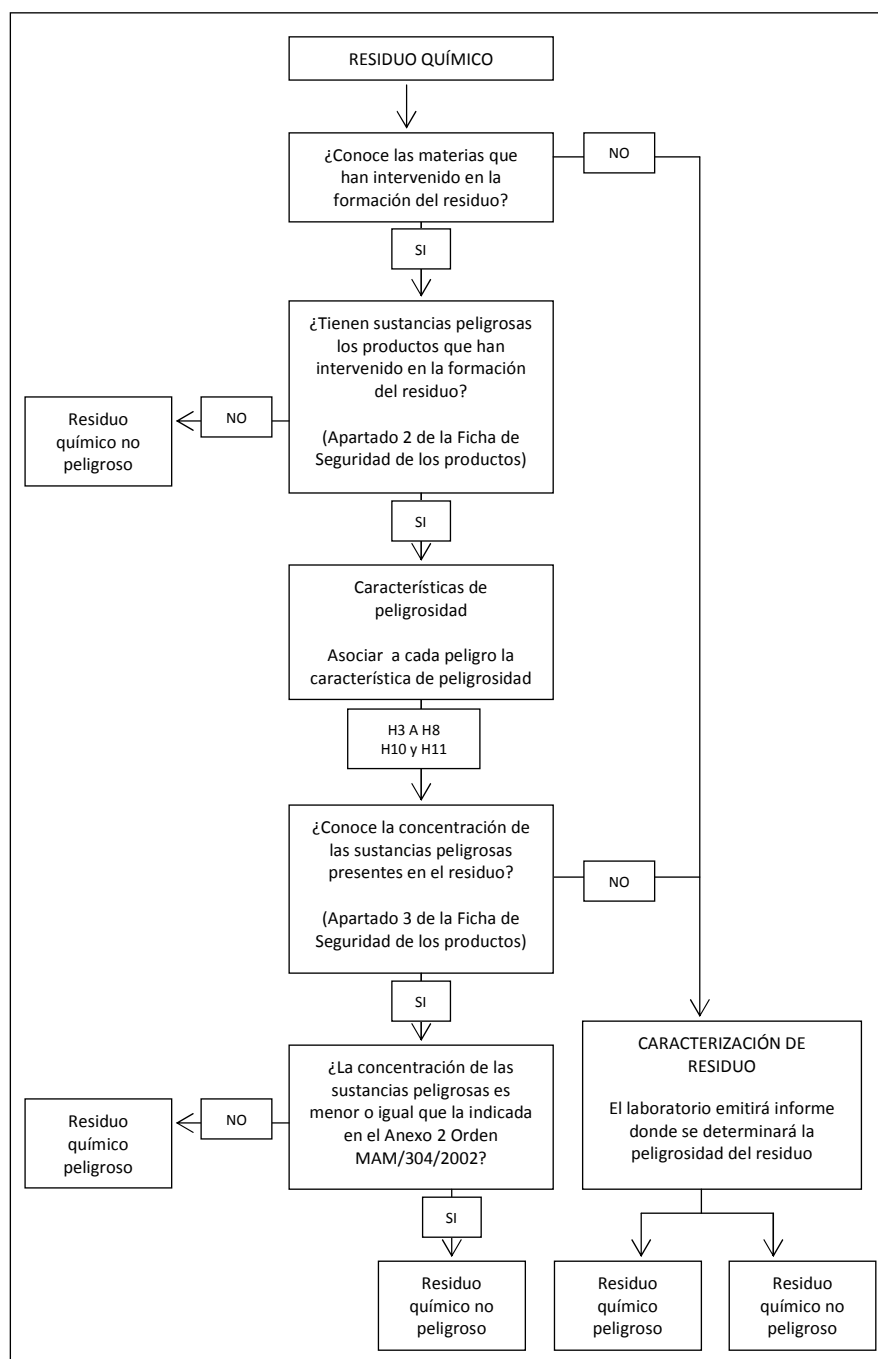 RESIDUO QUÍMICO
¿Conoce las materias que
han intervenido en la
formación del residuo?
NO
SI
¿Tienen sustancias peligrosas
los productos que han
intervenido en la formación
del residuo?
(Apartado 2 de la Ficha de
Seguridad de los productos)
NO
Residuo
químico no
peligroso
SI
Características de
peligrosidad
Asociar a cada peligro la
característica de peligrosidad
H3 A H8
H10 y H11
¿Conoce la concentración de
las sustancias peligrosas
presentes en el residuo?
(Apartado 3 de la Ficha de
Seguridad de los productos)
NO
SI
¿La concentración de las
sustancias peligrosas es
menor o igual que la indicada
en el Anexo 2 Orden
MAM/304/2002?
NO
Residuo
químico
peligroso
SI
Residuo
químico no
peligroso
CARACTERIZACIÓN DE
RESIDUO
El laboratorio emitirá informe
donde se determinará la
peligrosidad del residuo
Residuo
químico
peligroso
Residuo
químico no
peligroso